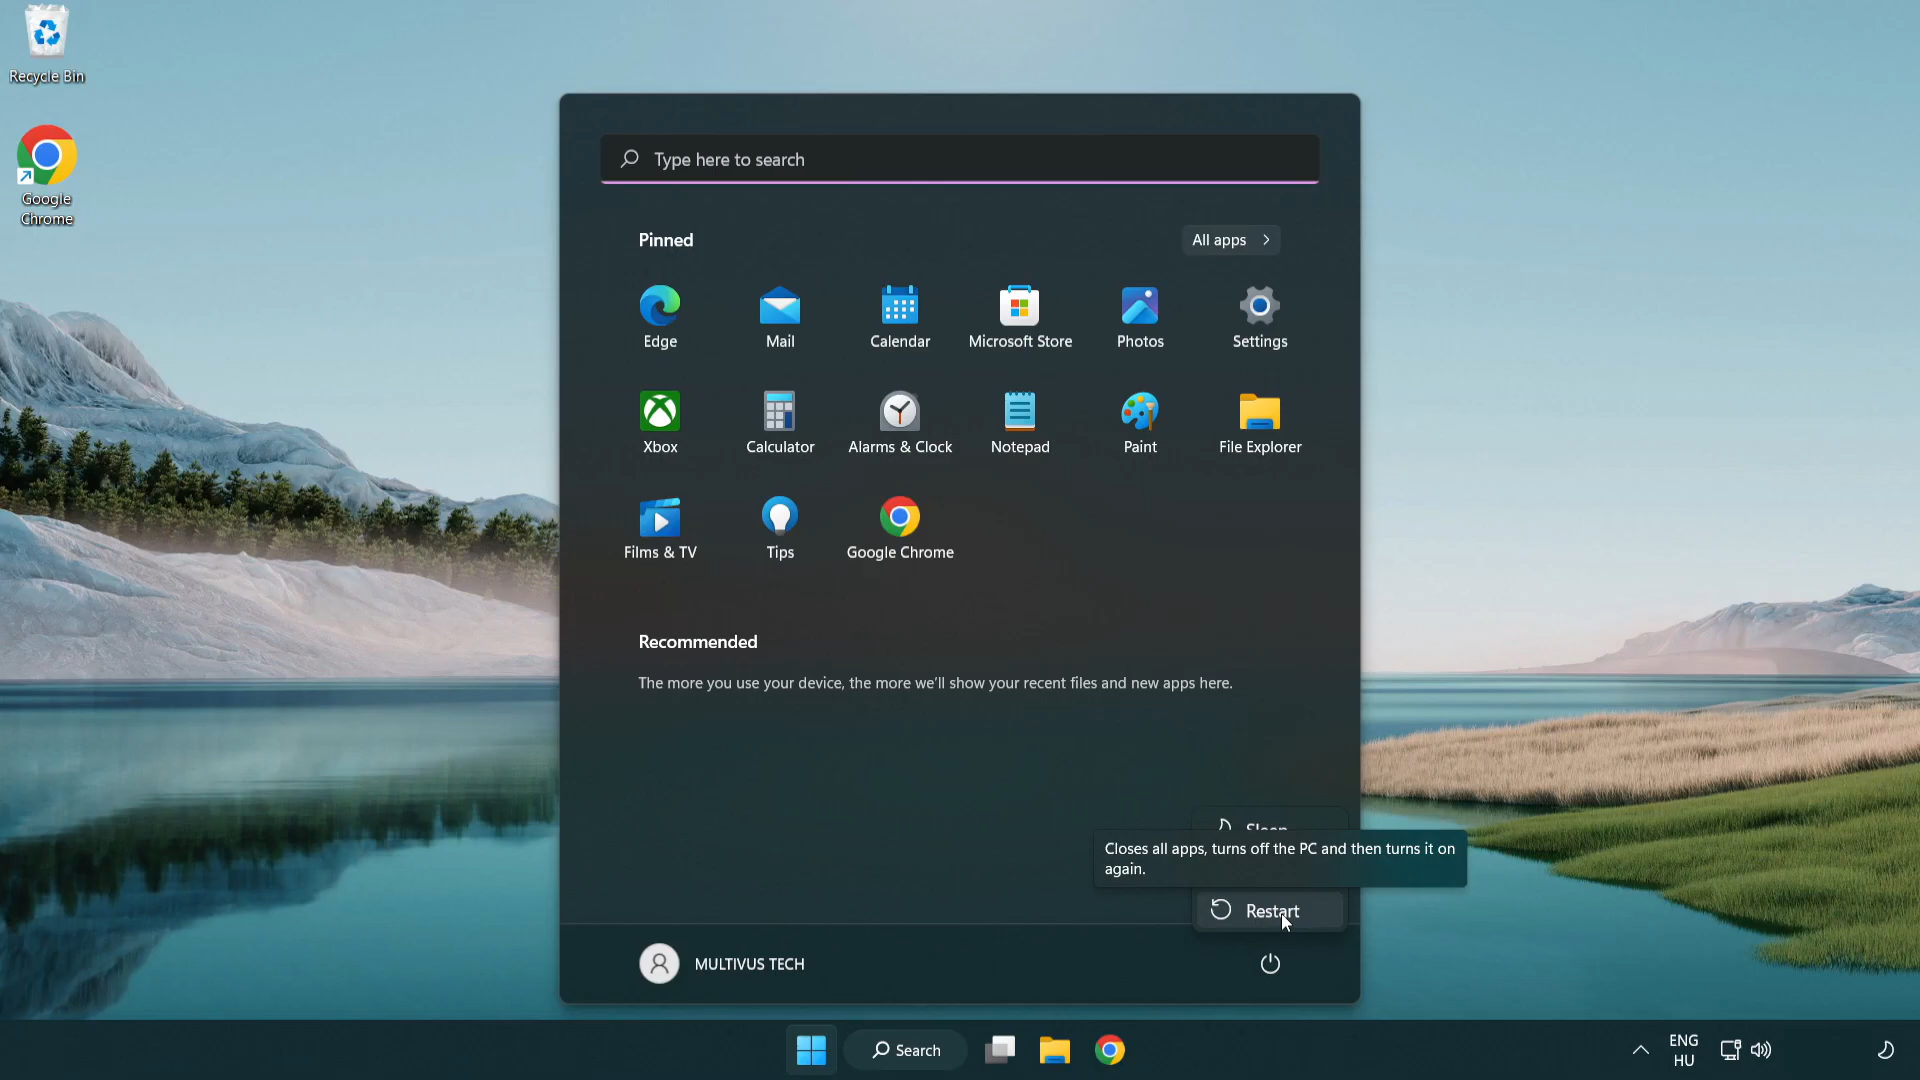 Recycle Bin
Google
Chrome
Type here to search
Pinned
All apps
Edge
Mail
Calendar
Microsoft Store
Photos
Settings
Xbox
Calculator
Alarms & Clock
Notepad
Paint
File Explorer
Films & TV
Tips
Google Chrome
Recommended
The more you use your device, the more we'll show your recent files and new apps here.
Sleep
Closes all apps, turns off the PC and then turns it on
again.
Restart
MULTIVUS TECH
Search
ENG
HU